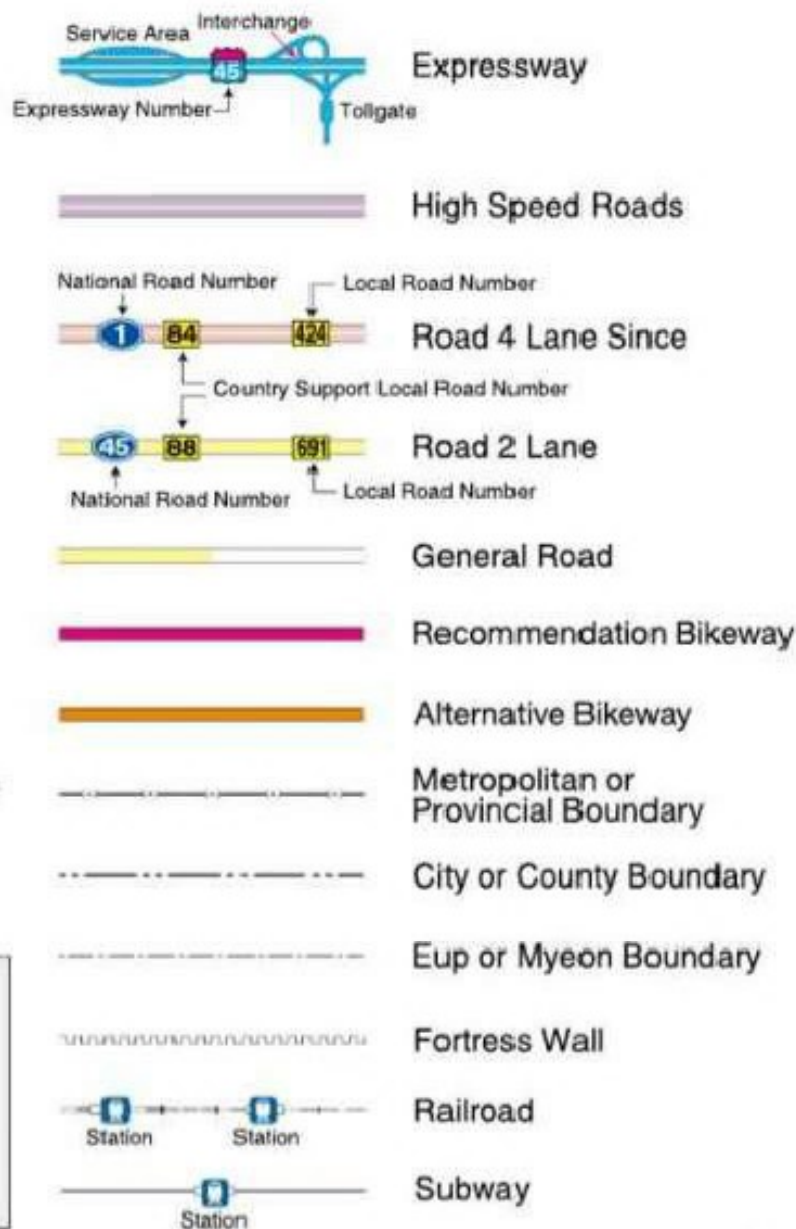 Service Area
Interchange
45
Expressway
Expressway Number
Tollgate
High Speed Roads
National Road Number
Local Road Number
1
84
424
Road 4 Lane Since
Country Support Local Road Number
45
88
691
Road 2 Lane
National Road Number
Local Road Number
General Road
Recommendation Bikeway
Alternative Bikeway
Metropolitan or
Provincial Boundary
City or County Boundary
Eup or Myeon Boundary
Fortress Wall
Railroad
Station
Station
Subway
Station